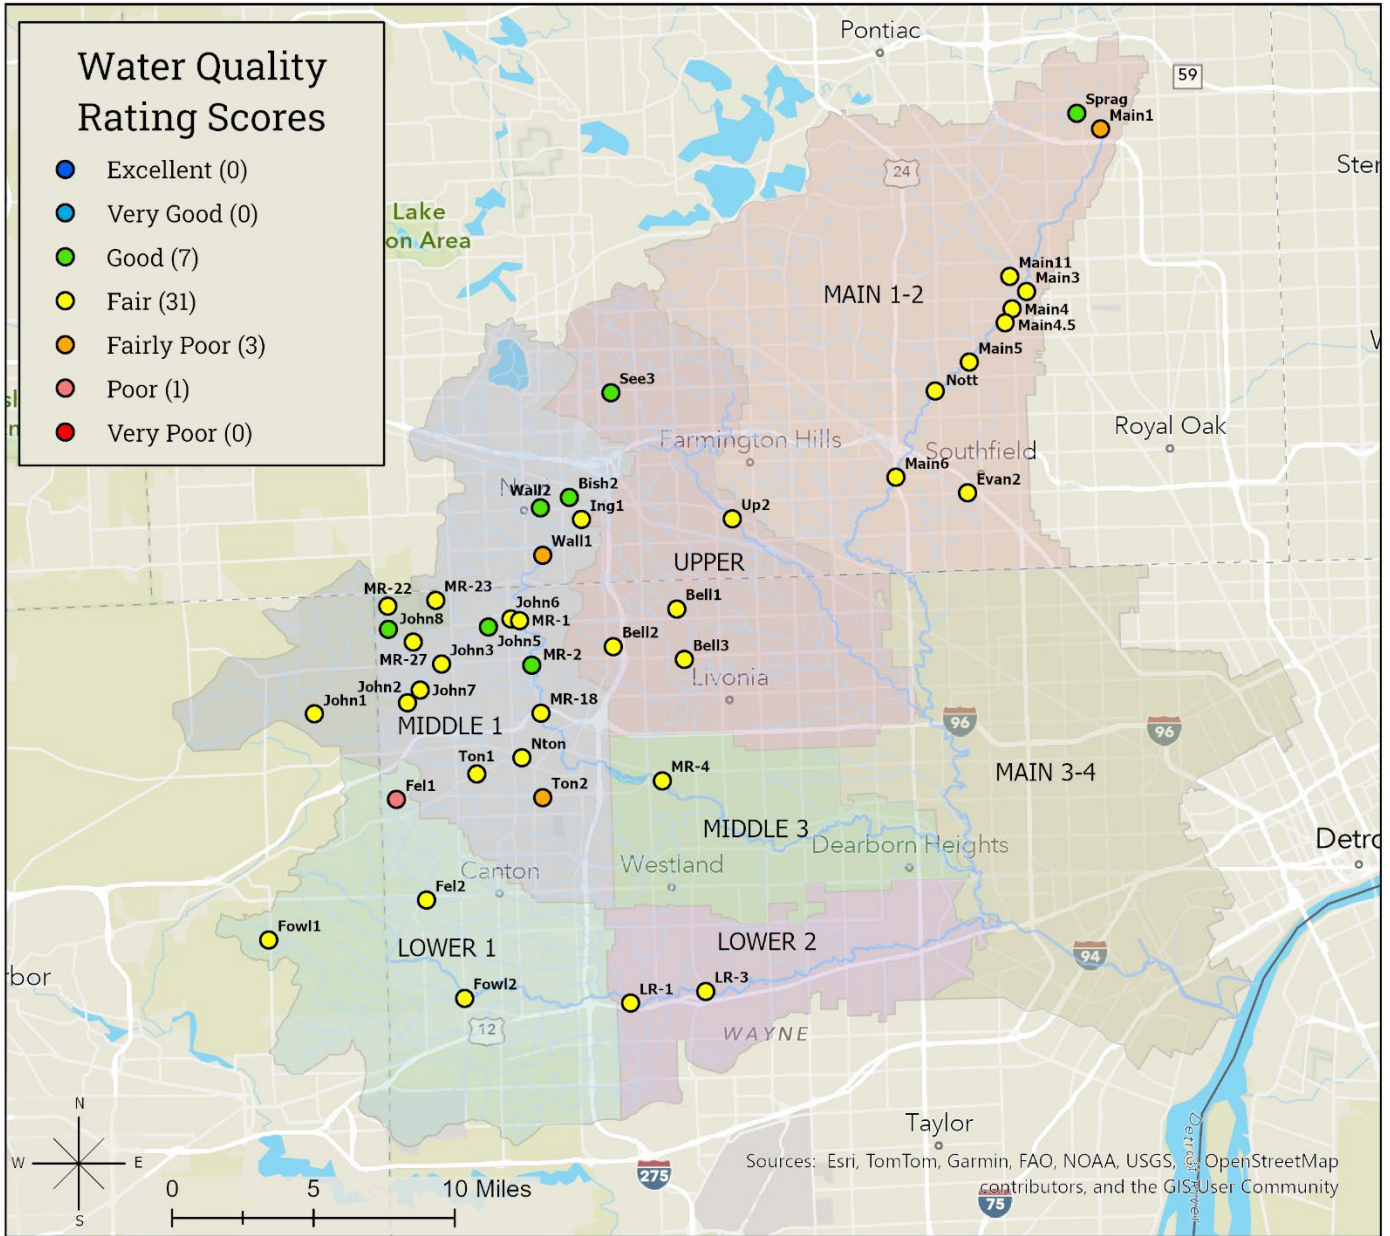 Water Quality
Rating Scores
Excellent (0)
Very Good (0)
Good (7)
Fair (31)
Fairly Poor (3)
Poor (1)
Very Poor (0)
Pontiac
59
Sprag
Main1
24
Lake
on Area
Main11
Main3
MAIN 1-2
Main4
Main4.5
Main5
See3
Nott
Royal Oak
Farmington Hills
Southfield
Main6
Evan2
Wall2
Bish2
Ing1
Up2
Wall1
UPPER
MR-22
MR-23
John6
Bell1
John8
MR-1
John5
Bell2
Bell3
MR-27
John3
MR-2
Livonia
John2
John7
John1
MR-18
MIDDLE 1
96
96
Nton
Ton1
MR-4
MAIN 3-4
Fel1
Ton2
MIDDLE 3
Dearborn Heights
Westland
Canton
Fel2
Fowl1
LOWER 1
LOWER 2
94
rbor
Fowl2
LR-1
LR-3
12
WAYNE
N
W
E
S
Taylor
Detroit River
275
75
0 5 10 Miles
Sources: Esri, TomTom, Garmin, FAO, NOAA, USGS, OpenStreetMap
contributors, and the GIS User Community